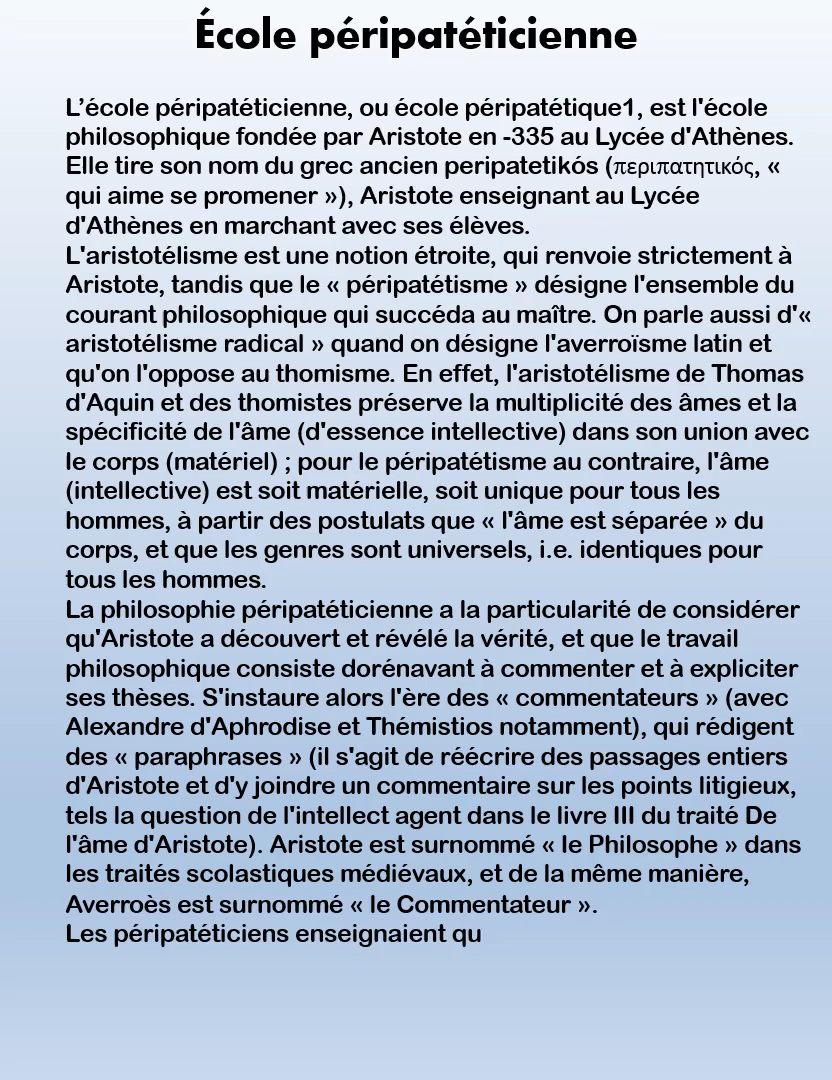 École péripatéticienne
L’école péripatéticienne, ou école péripatétique1, est l'école
philosophique fondée par Aristote en -335 au Lycée d'Athènes.
Elle tire son nom du grec ancien peripatetikós (περιπατητικός, «
qui aime se promener »), Aristote enseignant au Lycée
d'Athènes en marchant avec ses élèves.
L'aristotélisme est une notion étroite, qui renvoie strictement à
Aristote, tandis que le « péripatétisme » désigne l'ensemble du
courant philosophique qui succéda au maître. On parle aussi d'«
aristotélisme radical » quand on désigne l'averroïsme latin et
qu'on l'oppose au thomisme. En effet, l'aristotélisme de Thomas
d'Aquin et des thomistes préserve la multiplicité des âmes et la
spécificité de l'âme (d'essence intellective) dans son union avec
le corps (matériel) ; pour le péripatétisme au contraire, l'âme
(intellective) est soit matérielle, soit unique pour tous les
hommes, à partir des postulats que « l'âme est séparée » du
corps, et que les genres sont universels, i.e. identiques pour
tous les hommes.
La philosophie péripatéticienne a la particularité de considérer
qu'Aristote a découvert et révélé la vérité, et que le travail
philosophique consiste dorénavant à commenter et à expliciter
ses thèses. S'instaure alors l'ère des « commentateurs » (avec
Alexandre d'Aphrodise et Thémistios notamment), qui rédigent
des « paraphrases » (il s'agit de réécrire des passages entiers
d'Aristote et d'y joindre un commentaire sur les points litigieux,
tels la question de l'intellect agent dans le livre III du traité De
l'âme d'Aristote). Aristote est surnommé « le Philosophe » dans
les traités scolastiques médiévaux, et de la même manière,
Averroès est surnommé « le Commentateur ».
Les péripatéticiens enseignaient qu